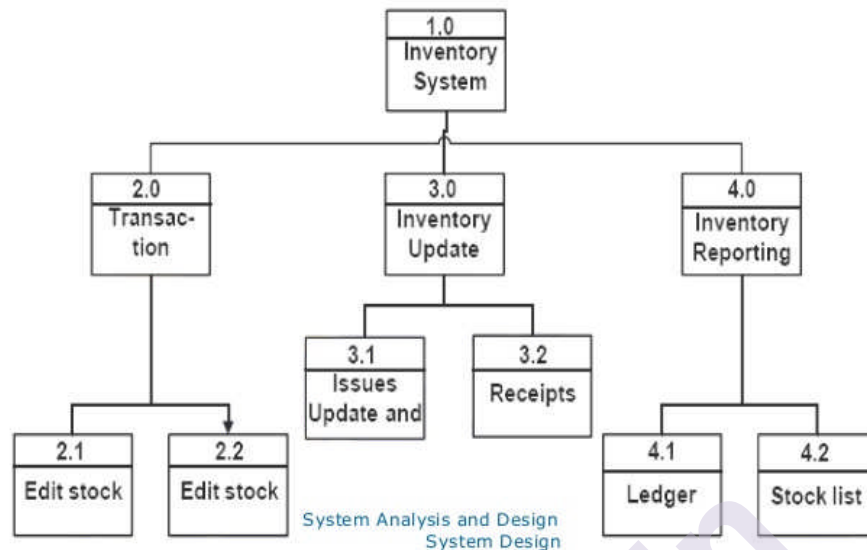 1.0
Inventory
System
2.0
Transac-
tion
3.0
Inventory
Update
4.0
Inventory
Reporting
3.1
Issues
Update and
3.2
Receipts
2.1
Edit stock
2.2
Edit stock
4.1
Ledger
4.2
Stock list
System Analysis and Design
System Design